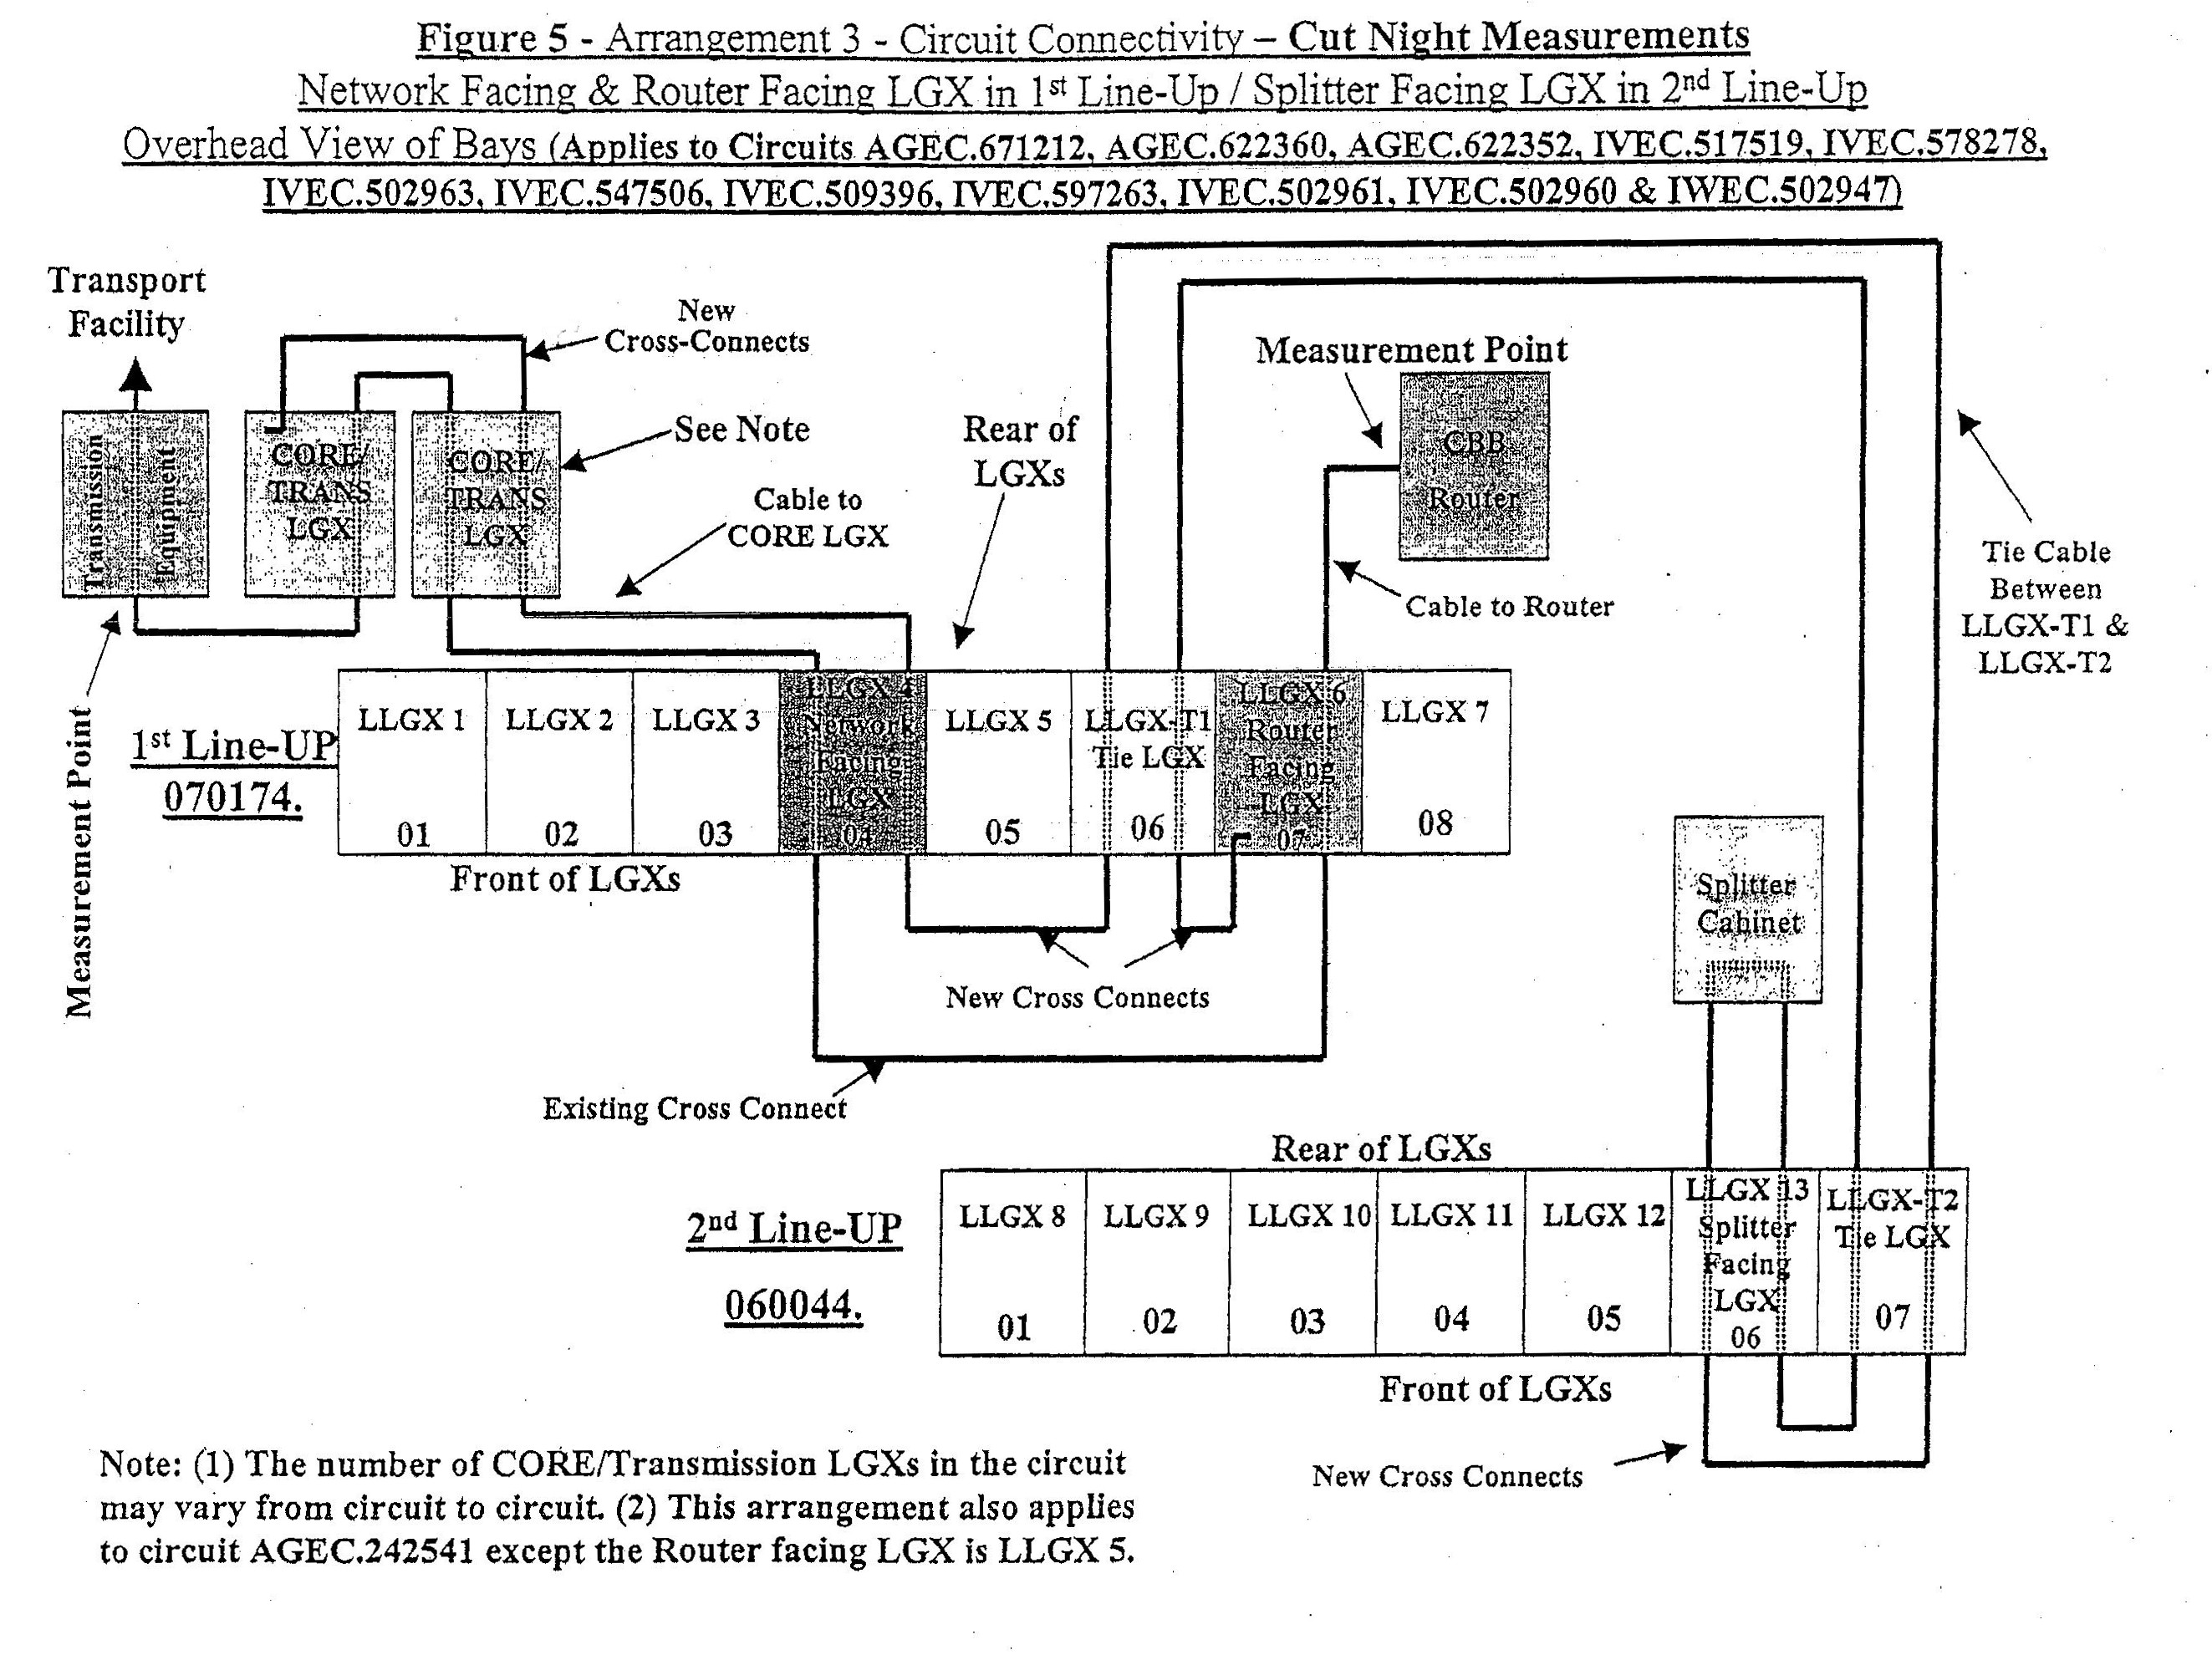 Figure 5 - Arrangement 3 - Circuit Connectivity – Cut Night Measurements
Network Facing & Router Facing LGX in 1st Line-Up / Splitter Facing LGX in 2nd Line-Up
Overhead View of Bays (Applies to Circuits AGEC.671212, AGEC.622360, AGEC.622352, IVEC.517519, IVEC.578278,
IVEC.502963, IVEC.547506, IVEC.509396, IVEC.597263, IVEC.502961, IVEC.502960 & IWEC.502947)
Transport
Facility
New
Cross-Connects
See Note
Transmission
Equipment
CORE/
TRANS
LGX
CORE/
TRANS
LGX
Cable to
CORE LGX
Rear of
LGXs
Measurement Point
CBB
Router
Cable to Router
Tie Cable
Between
LLGX-T1 &
LLGX-T2
Measurement Point
1st Line-UP
070174.
LLGX 1
01
LLGX 2
02
LLGX 3
03
LLGX 4
Network
Facing
LGX
04
LLGX 5
05
LLGX-T1
Tie LGX
06
LLGX 6
Router
Facing
LGX
07
LLGX 7
08
Front of LGXs
New Cross Connects
Existing Cross Connect
Splitter
Cabinet
Rear of LGXs
2nd Line-UP
060044.
LLGX 8
01
LLGX 9
02
LLGX 10
03
LLGX 11
04
LLGX 12
05
LLGX 13
Splitter
Facing
LGX
06
LLGX-T2
Tie LGX
07
Front of LGXs
New Cross Connects
Note: (1) The number of CORE/Transmission LGXs in the circuit
may vary from circuit to circuit. (2) This arrangement also applies
to circuit AGEC.242541 except the Router facing LGX is LLGX 5.